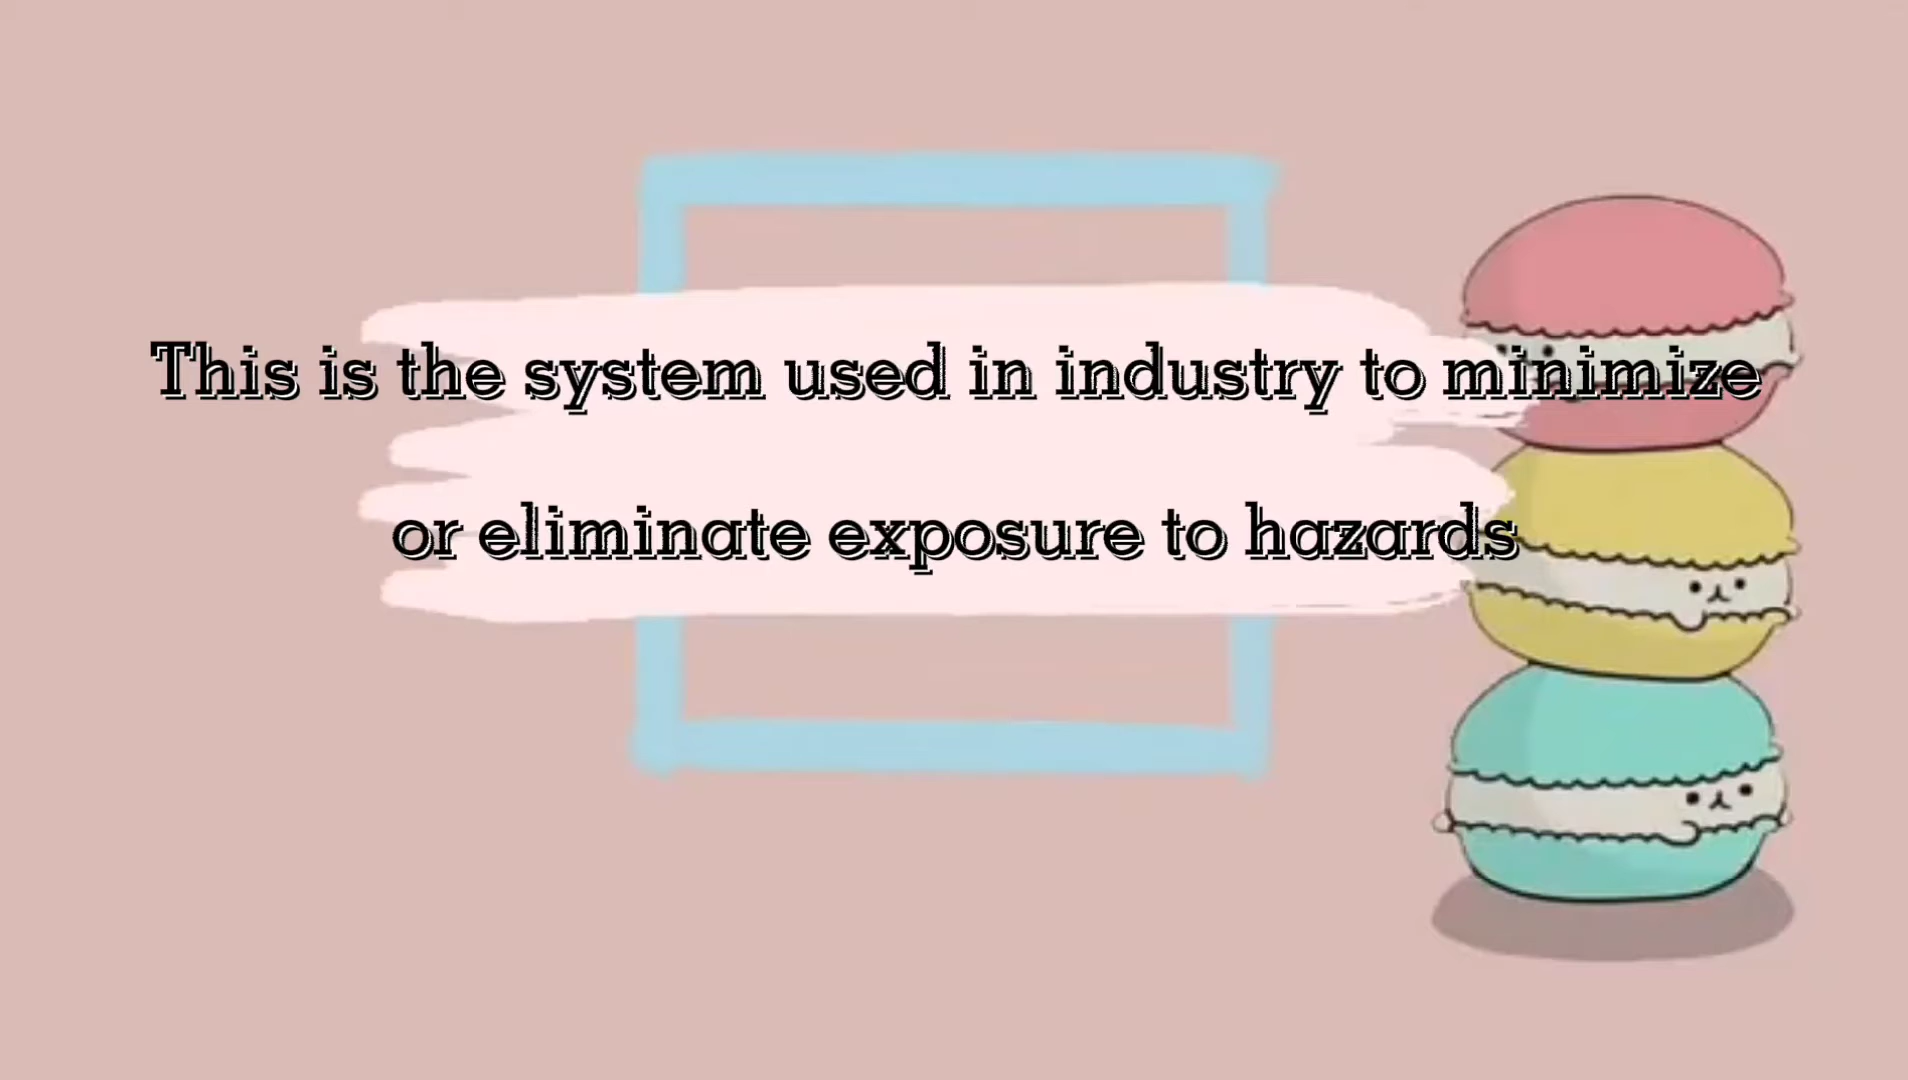 This is the system used in industry to minimize
or eliminate exposure to hazards